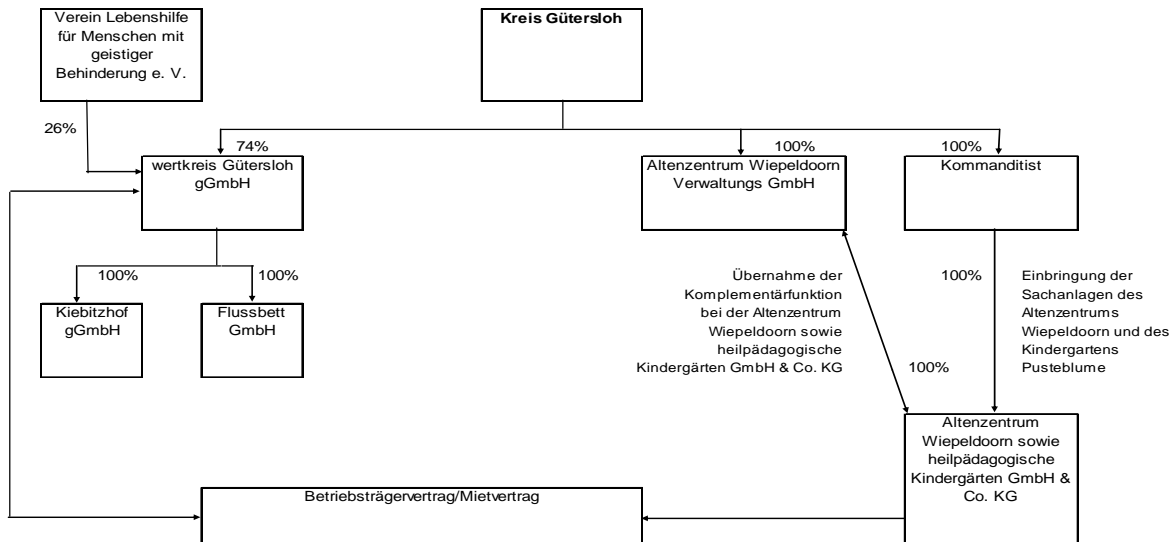 Verein Lebenshilfe
für Menschen mit
geistiger
Behinderung e. V.
Kreis Gütersloh
26%
74%
100%
100%
wertkreis Gütersloh
gGmbH
Altenzentrum Wiepeldoorn
Verwaltungs GmbH
Kommanditist
100%
100%
Kiebitzhof
gGmbH
Flussbett
GmbH
Übernahme der
Komplementärfunktion
bei der Altenzentrum
Wiepeldoorn sowie
heilpädagogische
Kindergärten GmbH & Co. KG
100%
100%
Einbringung der
Sachanlagen des
Altenzentrums
Wiepeldoorn und des
Kindergartens
Pusteblume
Altenzentrum
Wiepeldoorn sowie
heilpädagogische
Kindergärten GmbH &
Co. KG
Betriebsträgervertrag/Mietvertrag